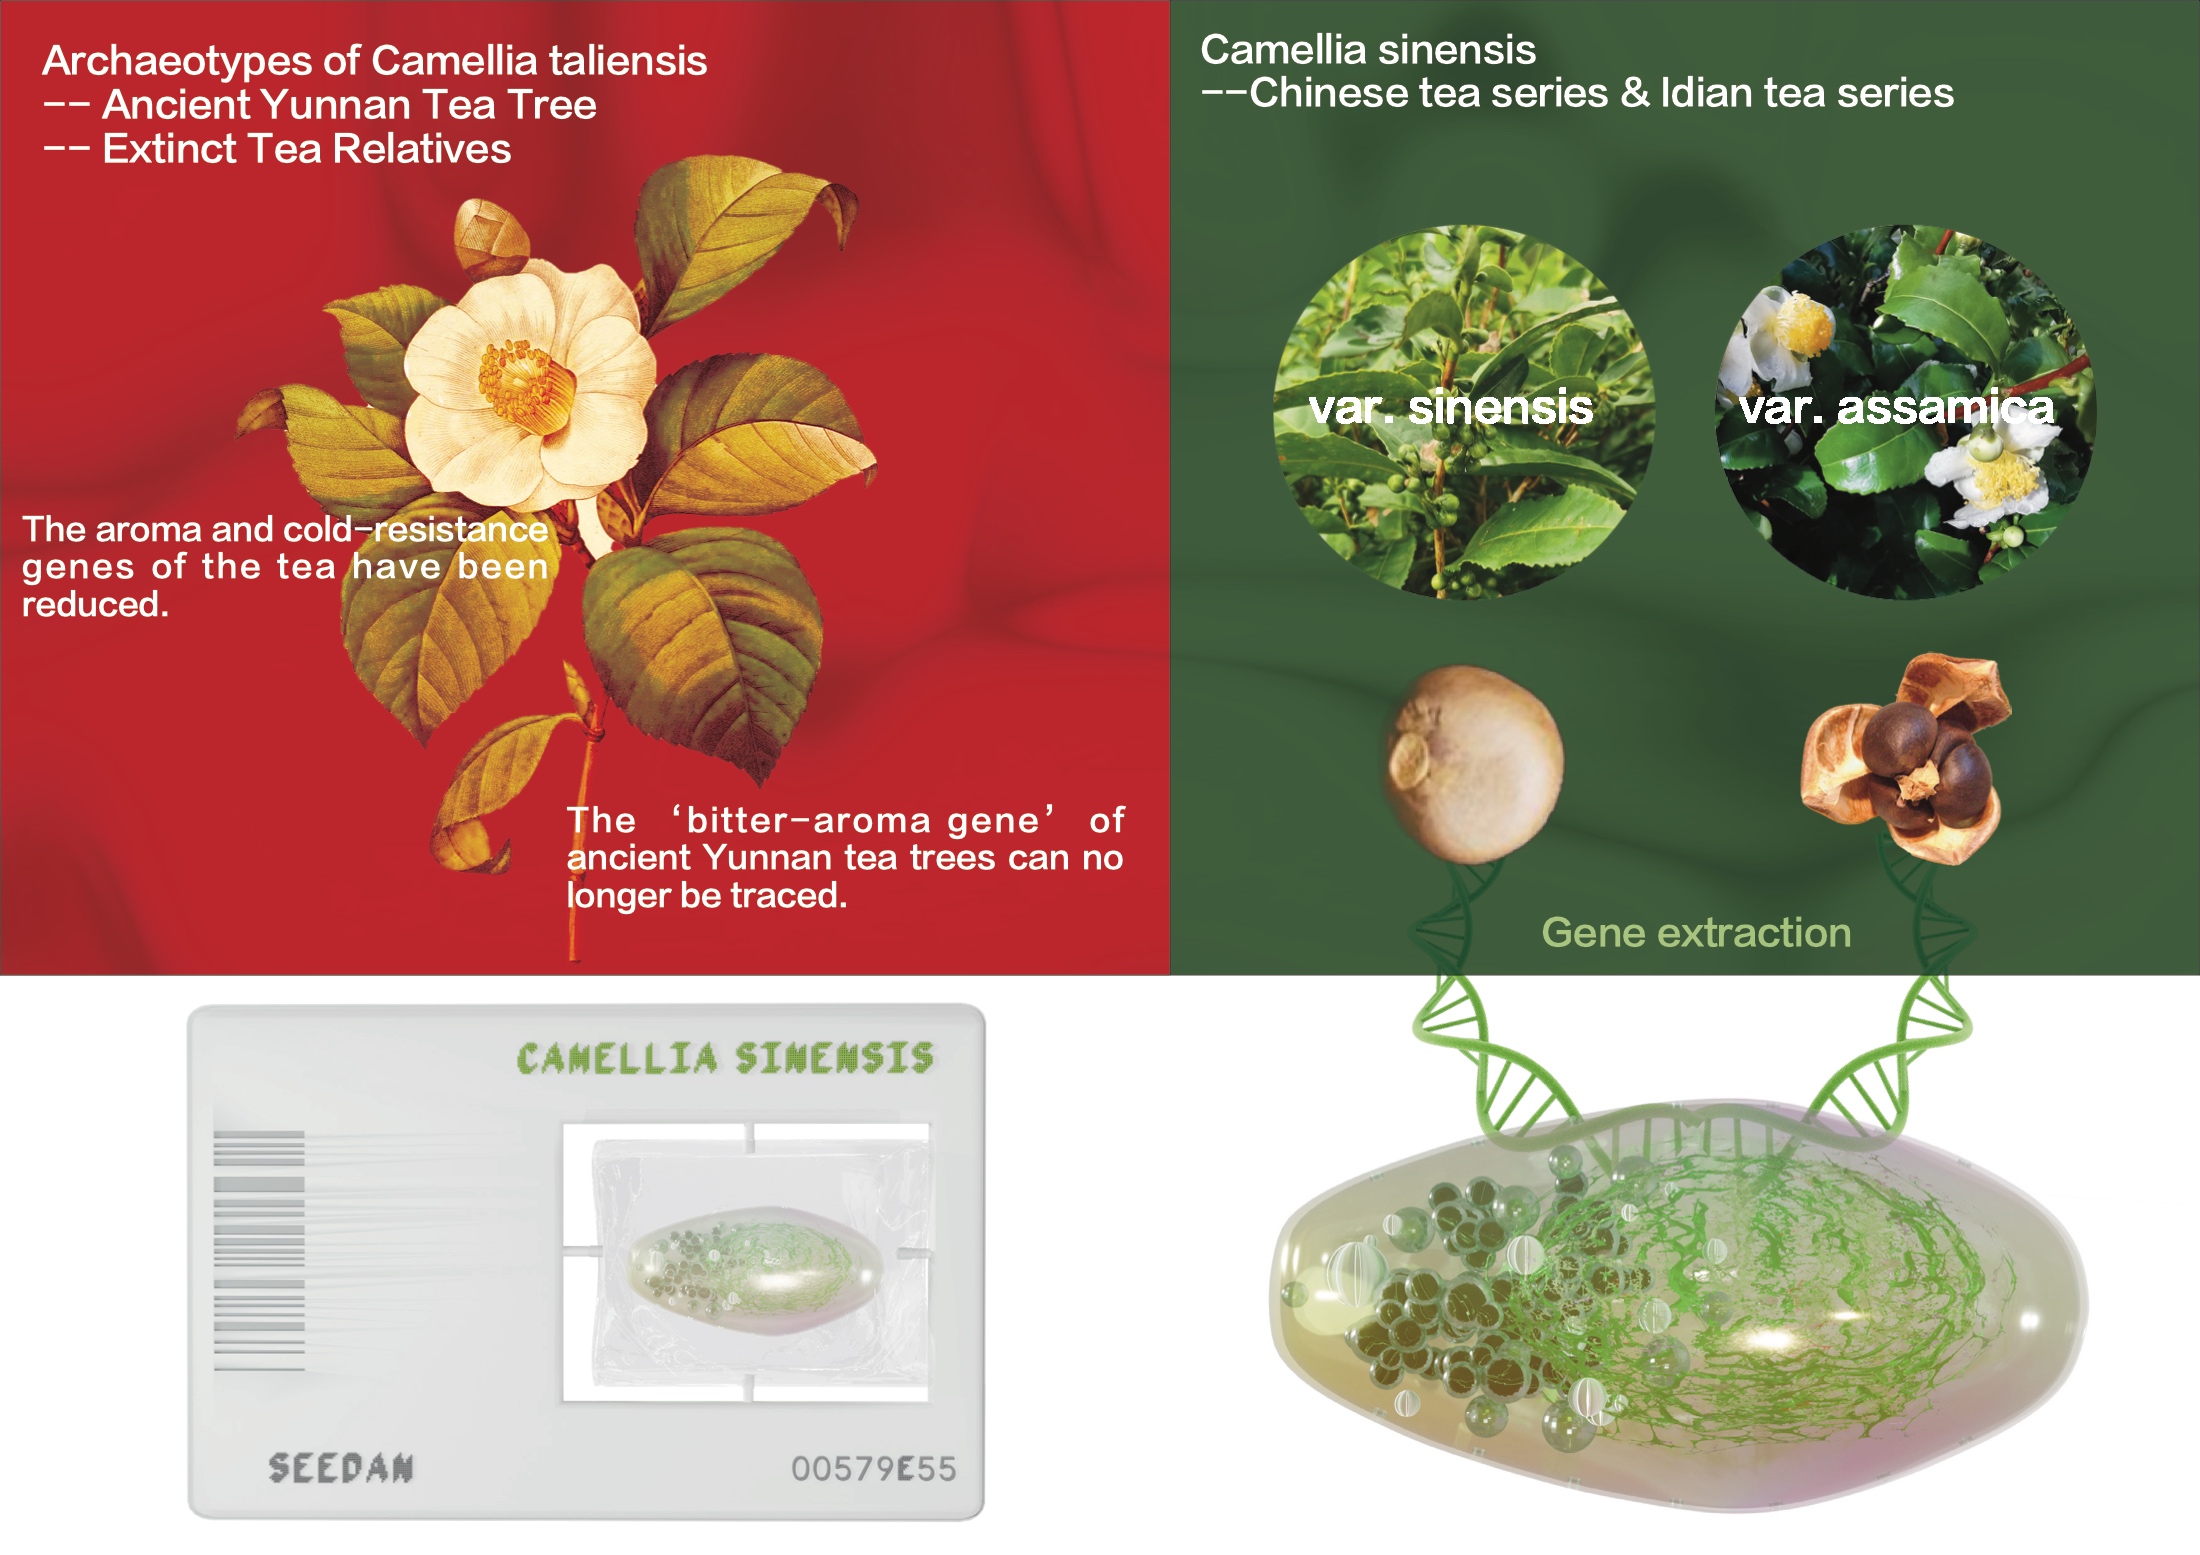 Archaeotypes of Camellia taliensis
-- Ancient Yunnan Tea Tree
-- Extinct Tea Relatives
The aroma and cold-resistance
genes of the tea have been
reduced.
The ‘bitter-aroma gene’ of
ancient Yunnan tea trees can no
longer be traced.
Camellia sinensis
--Chinese tea series & Idian tea series
var. sinensis
var. assamica
Gene extraction
CAMELLIA SINENSIS
SEEDAN
00579E55